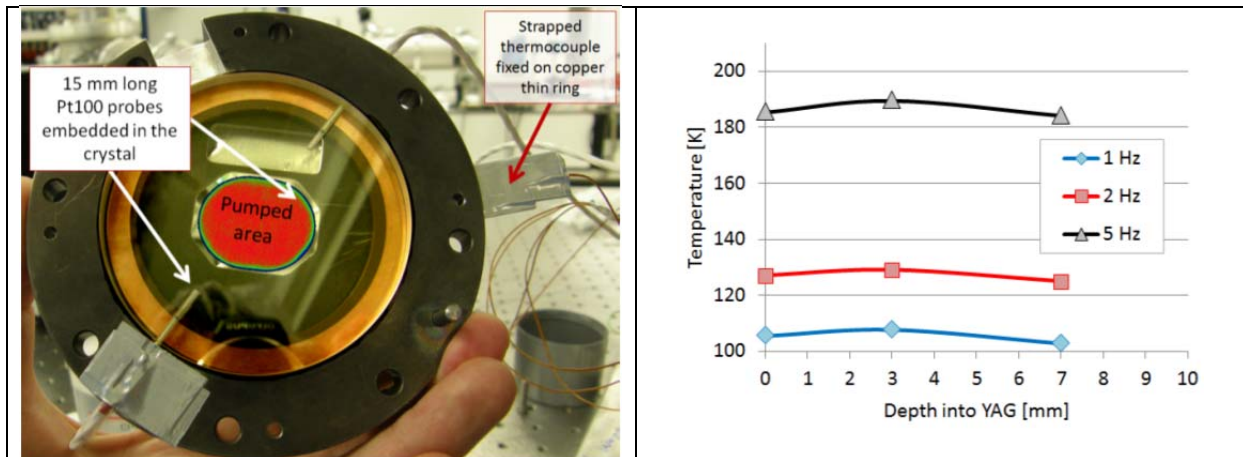 15 mm long
Pt100 probes
embedded in the
crystal
Strapped
thermocouple
fixed on copper
thin ring
Pumped
area
200
180
160
140
120
100
Temperature [K]
1 Hz
2 Hz
5 Hz
0 1 2 3 4 5 6 7 8 9 10
Depth into YAG [mm]